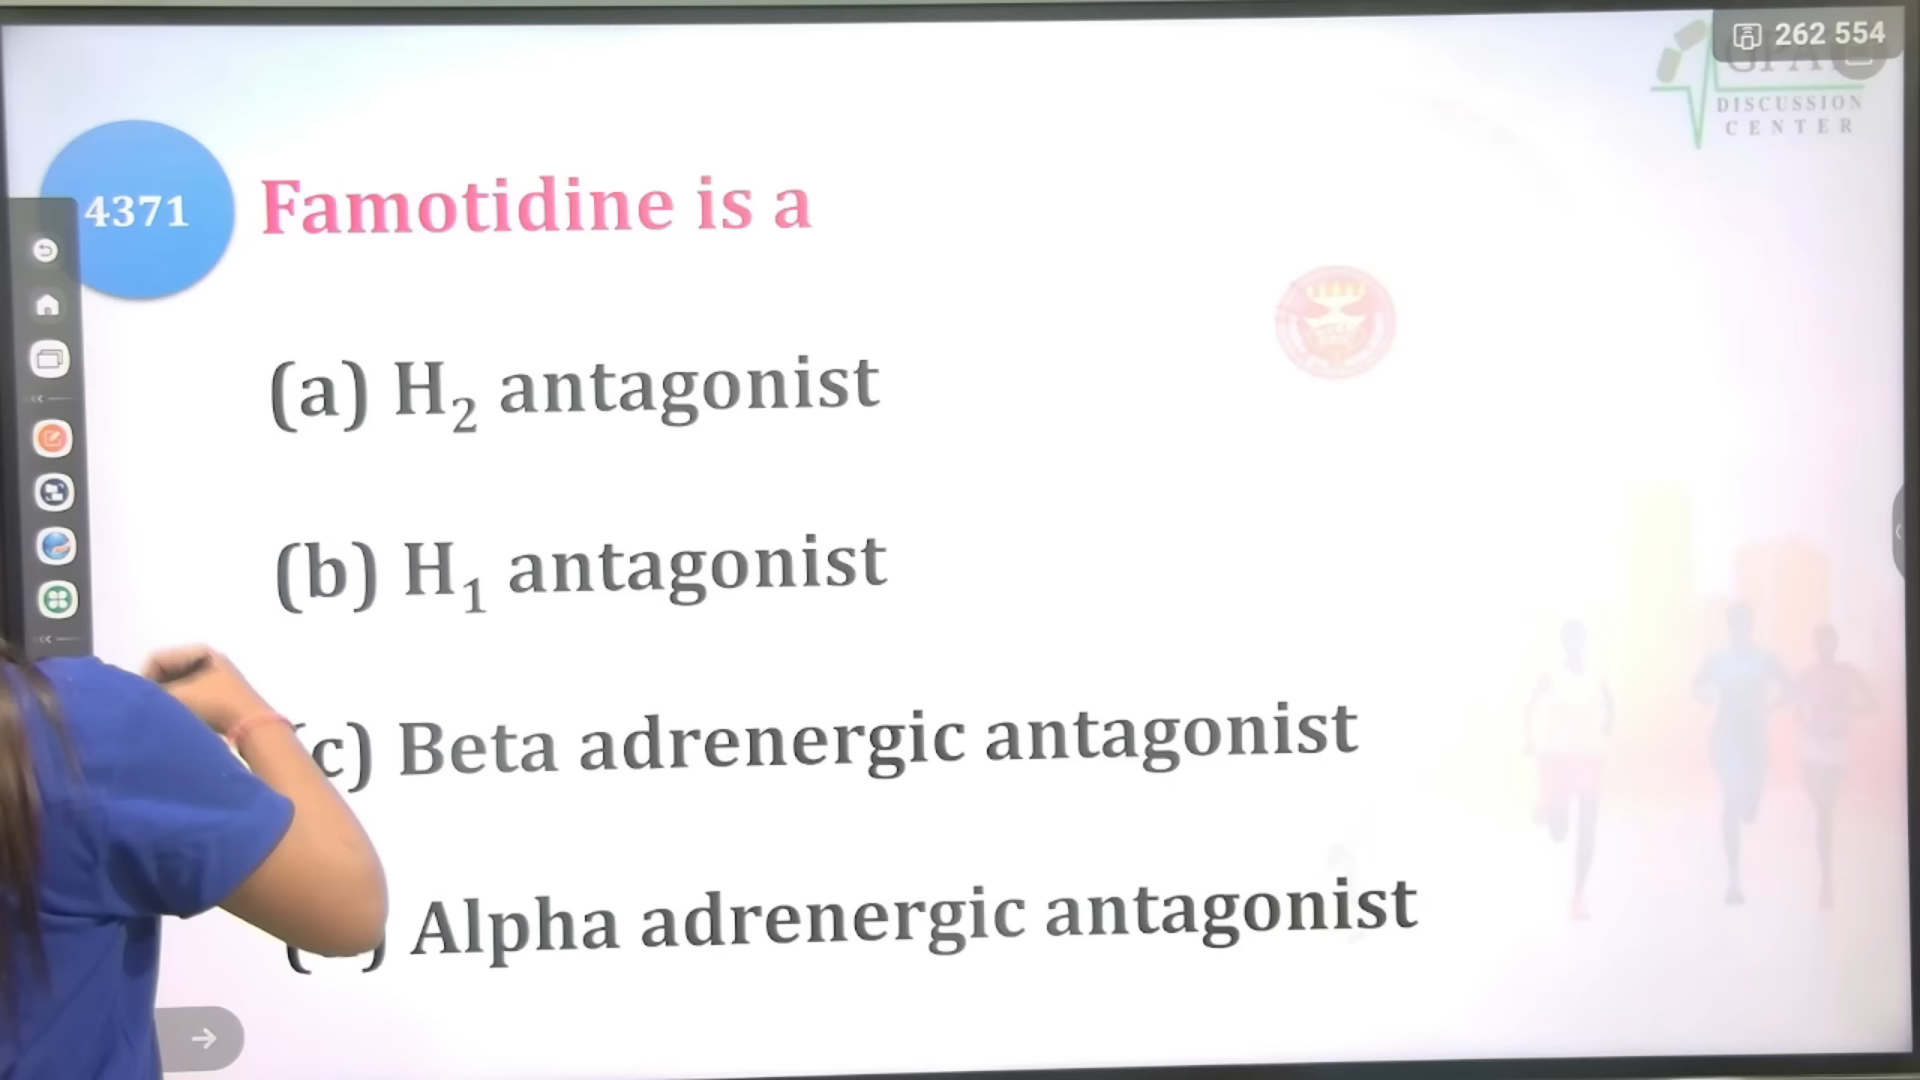 262 554
DISCUSSION
CENTER
4371
Famotidine is a
(a) H₂ antagonist
(b) H₁ antagonist
c) Beta adrenergic antagonist
Alpha adrenergic antagonist